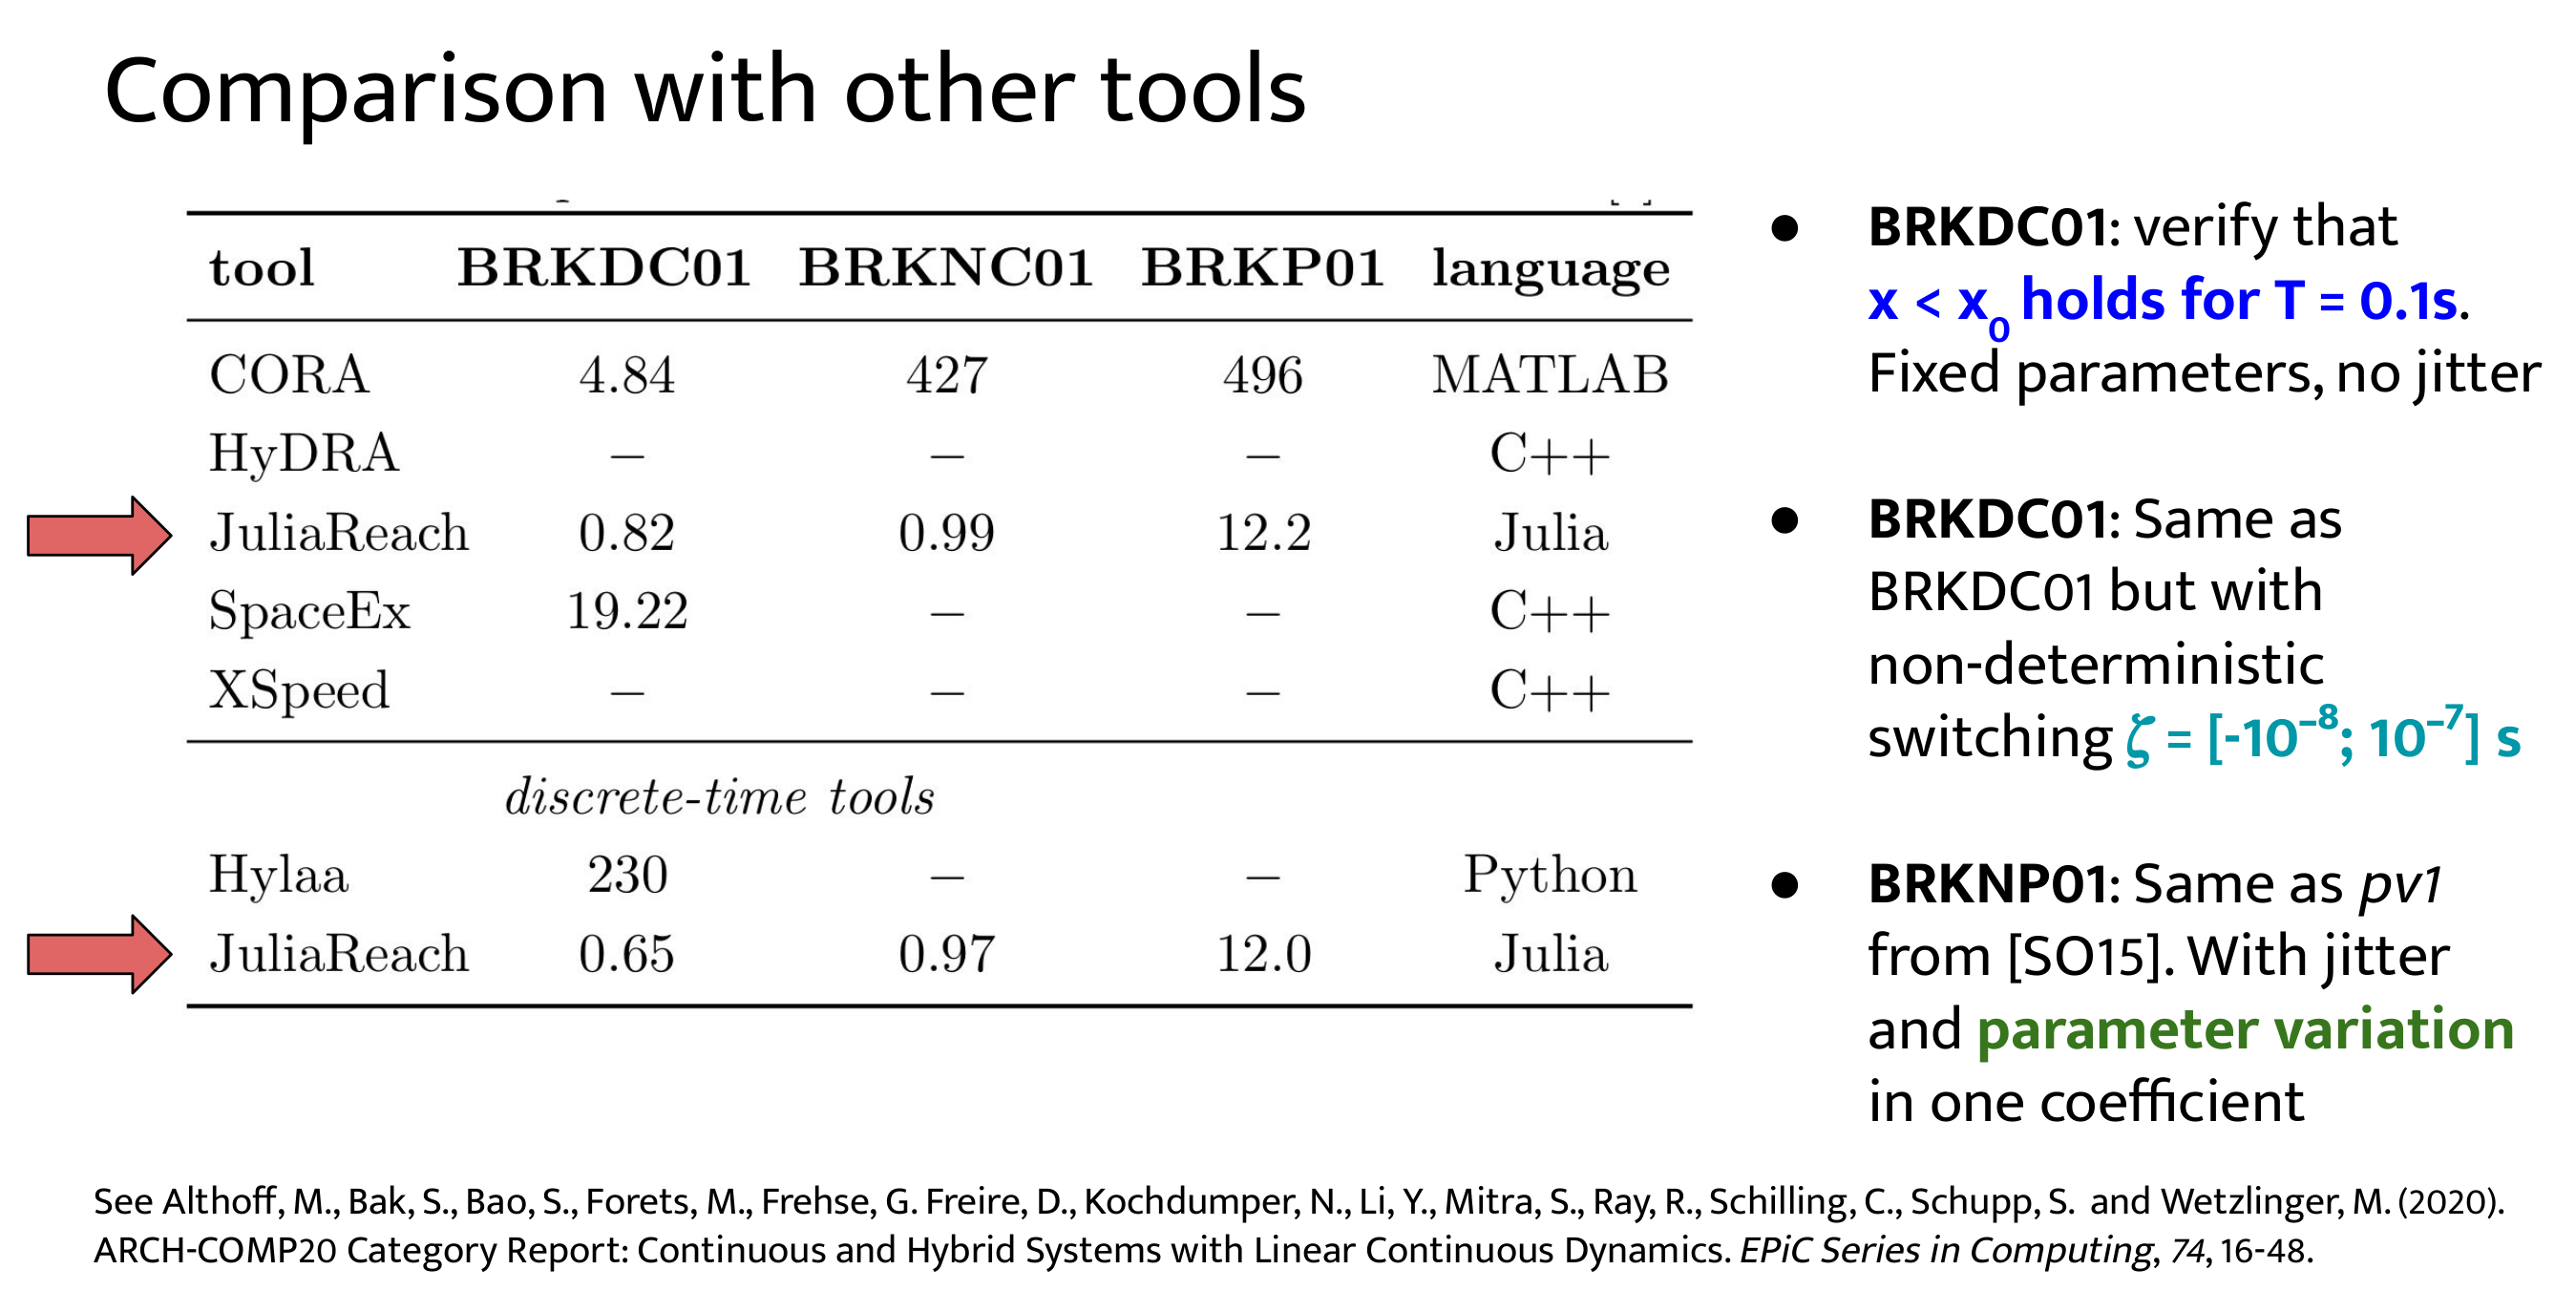 Comparison with other tools
tool BRKDC01 BRKNC01 BRKP01 language
CORA 4.84 427 496 MATLAB
HyDRA – – – C++
JuliaReach 0.82 0.99 12.2 Julia
SpaceEx 19.22 – – C++
XSpeed – – – C++
discrete-time tools
Hylaa 230 – – Python
JuliaReach 0.65 0.97 12.0 Julia
● BRKDC01: verify that
x < x₀ holds for T = 0.1s.
Fixed parameters, no jitter
● BRKDC01: Same as
BRKDC01 but with
non-deterministic
switching ζ = [-10⁻⁸; 10⁻⁷] s
● BRKNP01: Same as pv1
from [SO15]. With jitter
and parameter variation
in one coefficient
See Althoff, M., Bak, S., Bao, S., Forets, M., Frehse, G. Freire, D., Kochdumper, N., Li, Y., Mitra, S., Ray, R., Schilling, C., Schupp, S. and Wetzlinger, M. (2020).
ARCH-COMP20 Category Report: Continuous and Hybrid Systems with Linear Continuous Dynamics. EPiC Series in Computing, 74, 16-48.